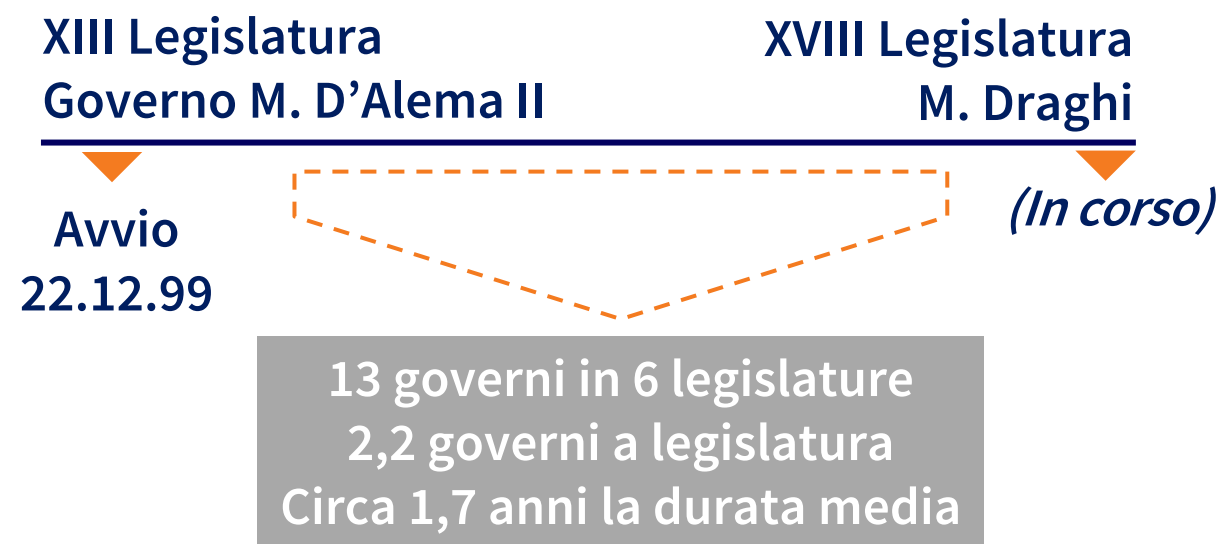 XIII Legislatura
Governo M. D’Alema II
XVIII Legislatura
M. Draghi
Avvio
22.12.99
(In corso)
13 governi in 6 legislature
2,2 governi a legislatura
Circa 1,7 anni la durata media